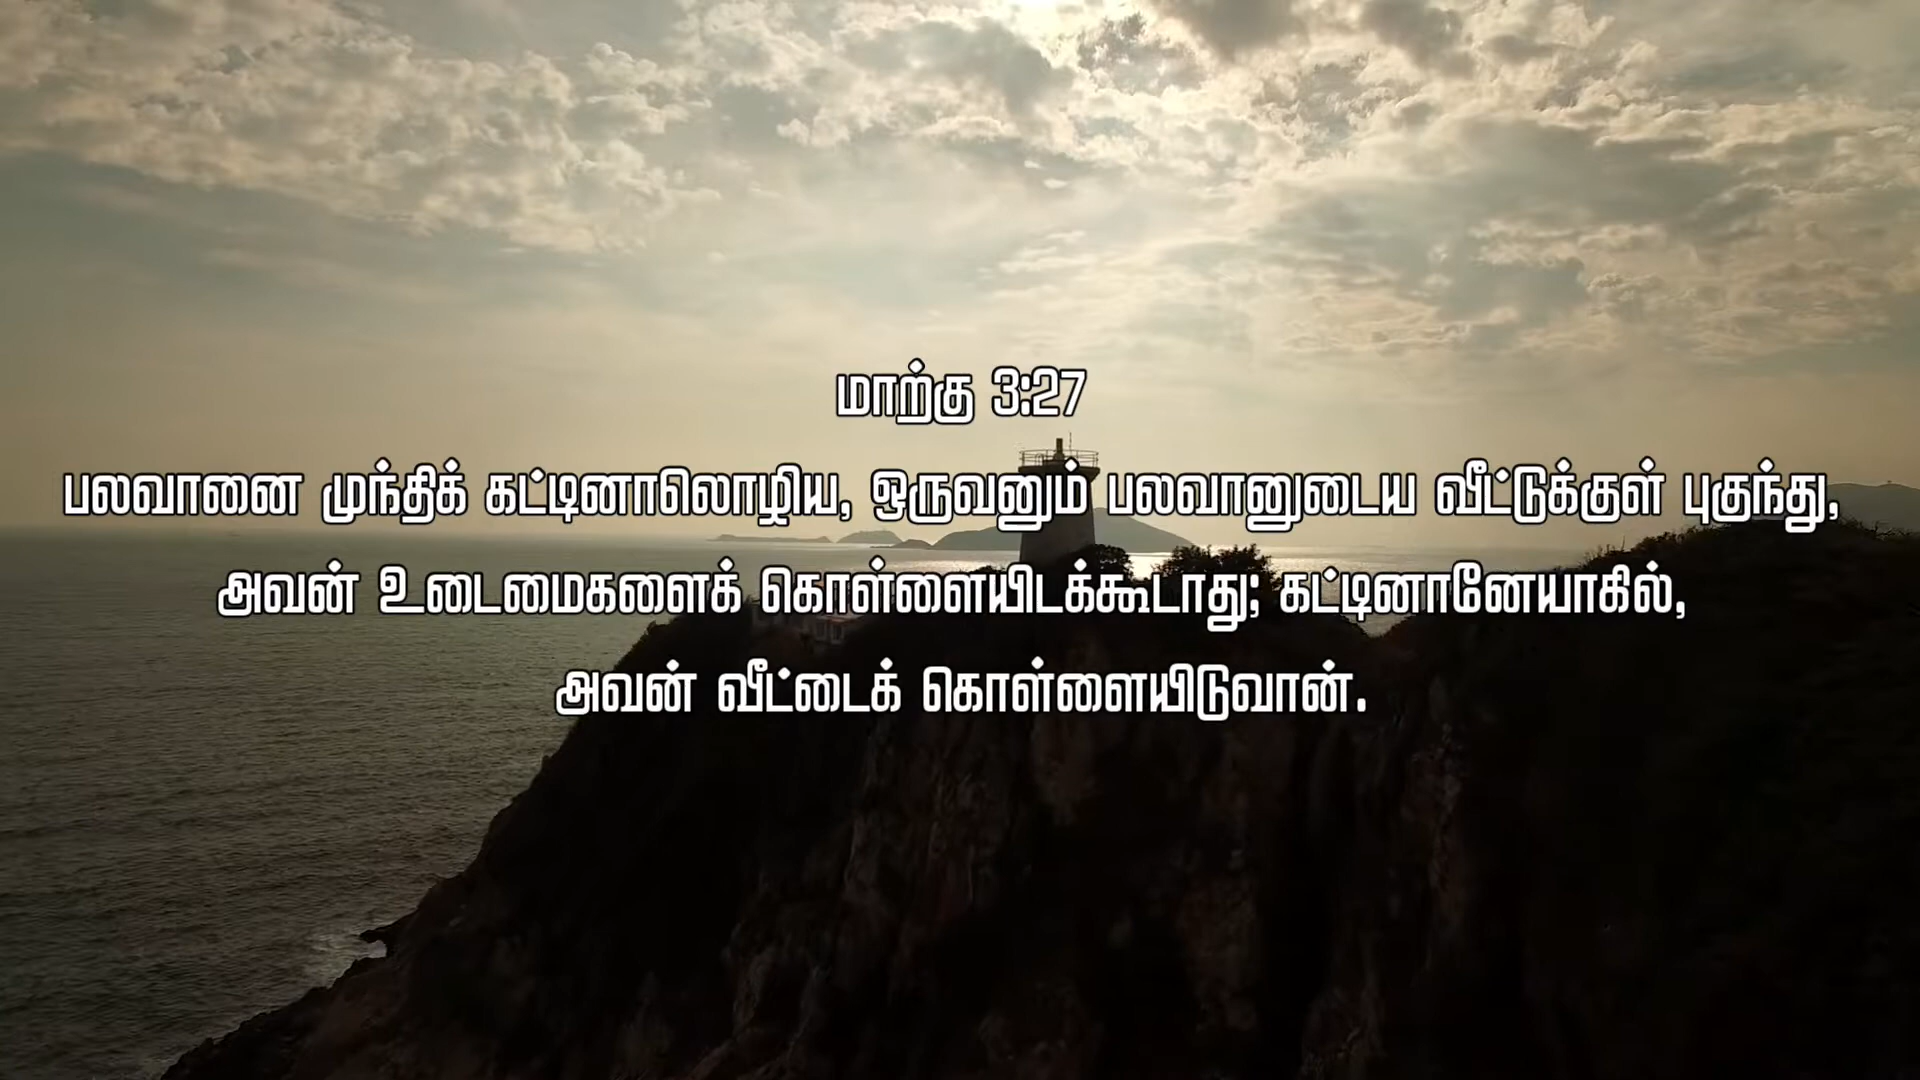 மாற்கு 3:27
பலவானை முந்திக் கட்டினாலொழிய, ஒருவனும் பலவானுடைய வீட்டுக்குள் புகுந்து,
அவன் உடைமைகளைக் கொள்ளையிடக்கூடாது; கட்டினானேயாகில்,
அவன் வீட்டைக் கொள்ளையிடுவான்.